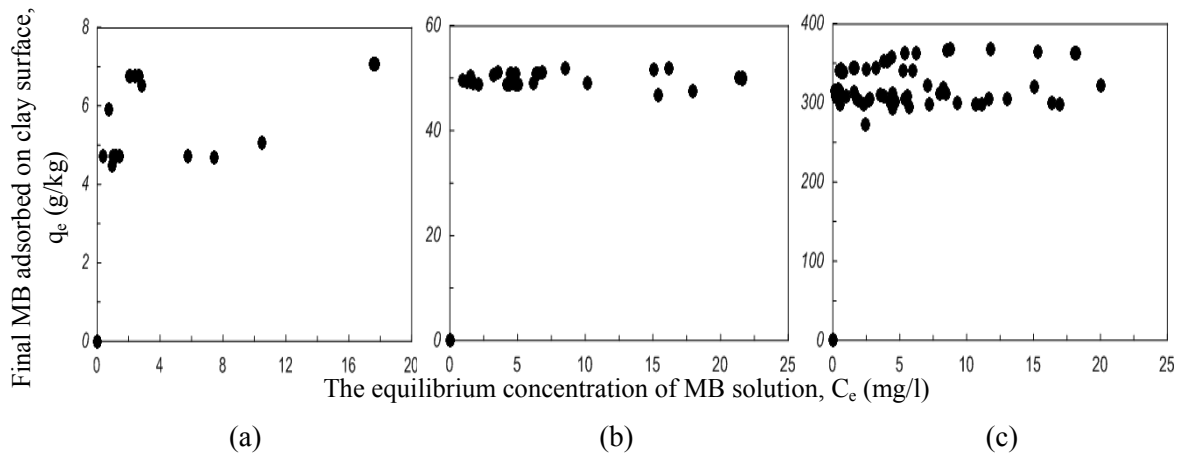 Final MB adsorbed on clay surface,
qₑ (g/kg)
8
6
4
2
0
0 4 8 12 16 20
60
40
20
0
0 5 10 15 20 25
400
300
200
100
0
0 5 10 15 20 25
The equilibrium concentration of MB solution, Cₑ (mg/l)
(a) (b) (c)